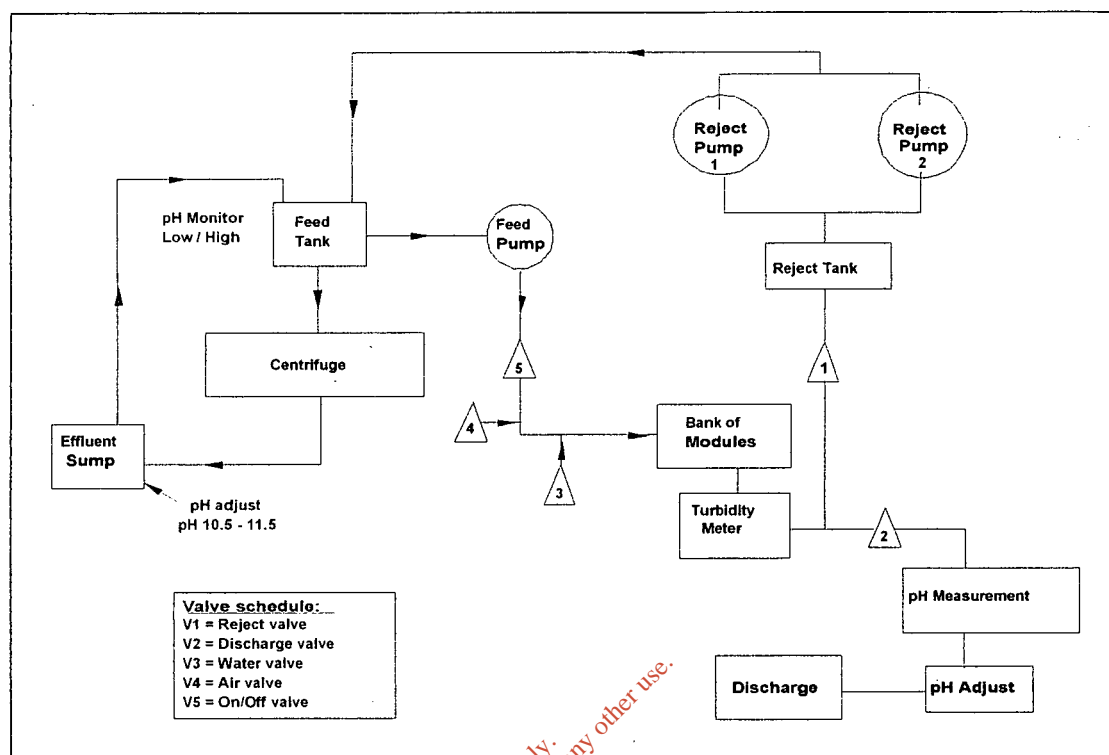 Reject
Pump
1
Reject
Pump
2
pH Monitor
Low / High
Feed
Tank
Feed
Pump
Reject Tank
Centrifuge
5
1
4
Bank of
Modules
Effluent
Sump
3
pH adjust
pH 10.5 - 11.5
Turbidity
Meter
2
pH Measurement
Valve schedule:
V1 = Reject valve
V2 = Discharge valve
V3 = Water valve
V4 = Air valve
V5 = On/Off valve
Discharge
pH Adjust
ny other use.